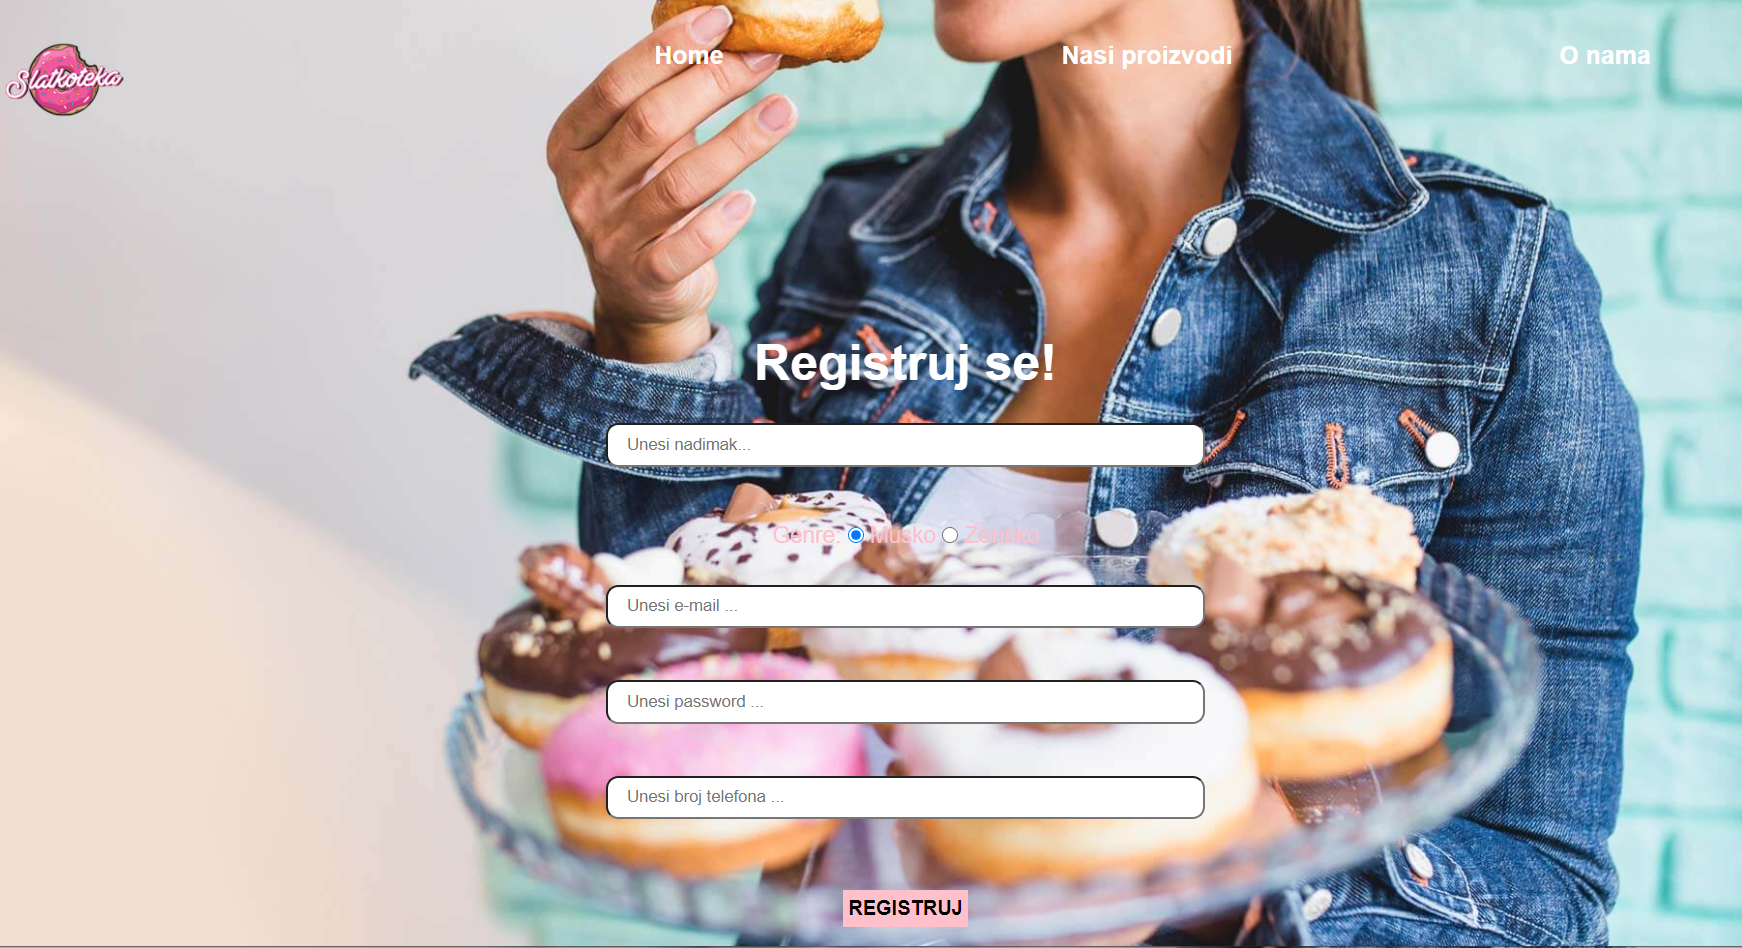 Slatkoteka
Home
Nasi proizvodi
O nama
Registruj se!
Unesi nadimak...
Genre: Musko Zensko
Unesi e-mail ...
Unesi password ...
Unesi broj telefona ...
REGISTRUJ